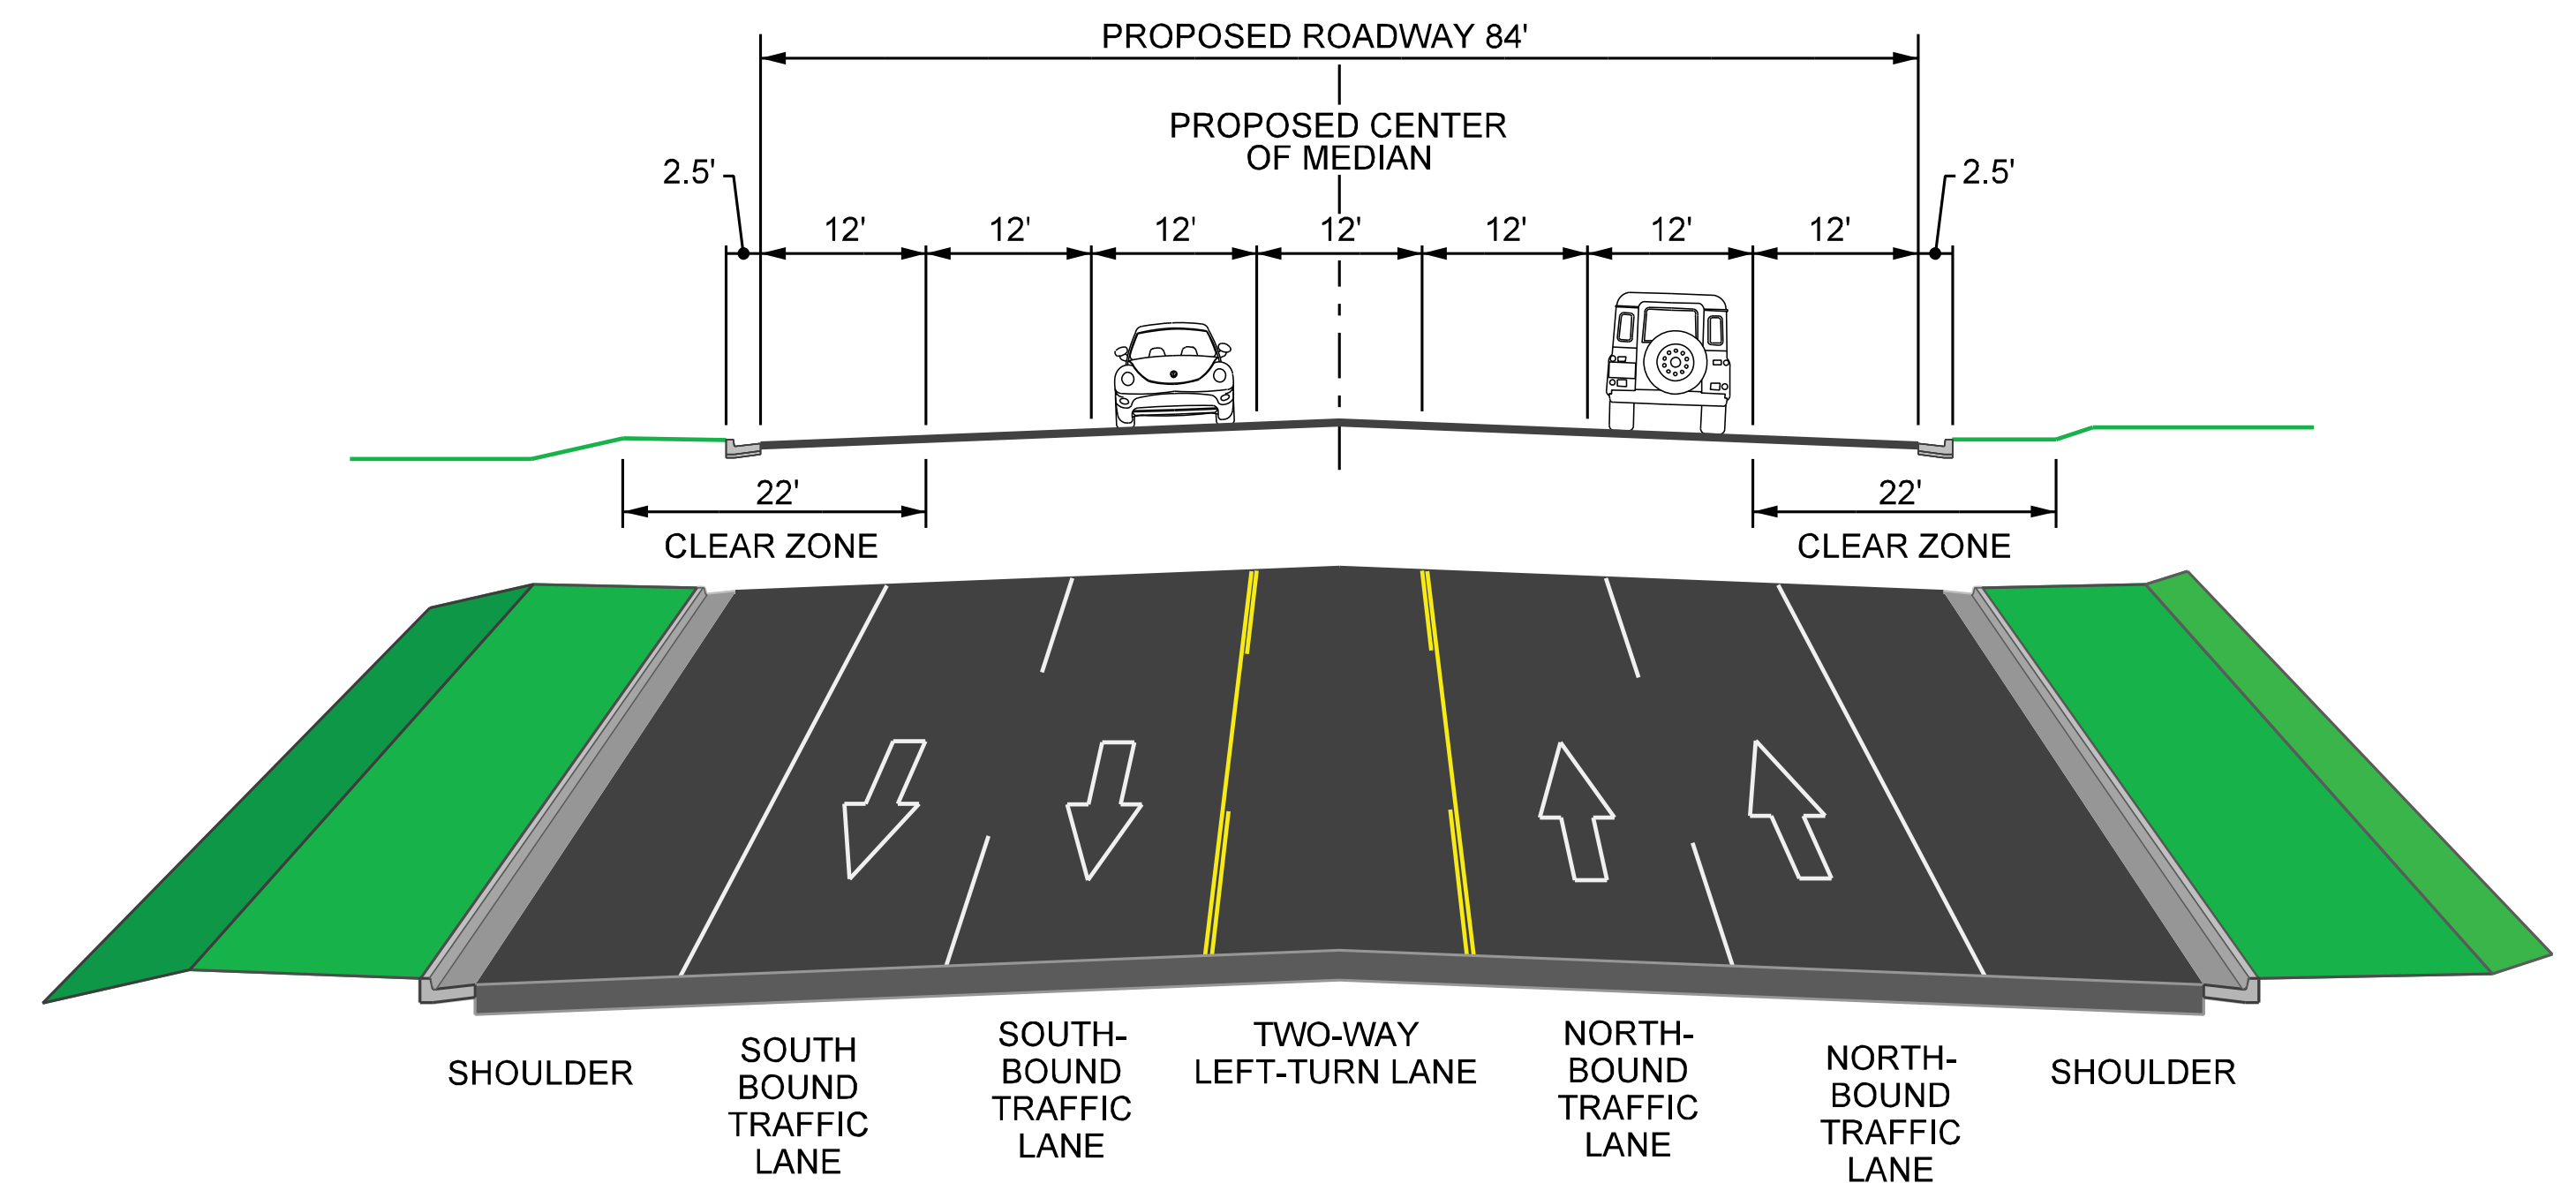 PROPOSED ROADWAY 84'
PROPOSED CENTER
OF MEDIAN
2.5'
2.5'
12'
12'
12'
12'
12'
12'
12'
22'
22'
CLEAR ZONE
CLEAR ZONE
SHOULDER
SOUTH
BOUND
TRAFFIC
LANE
SOUTH-
BOUND
TRAFFIC
LANE
TWO-WAY
LEFT-TURN LANE
NORTH-
BOUND
TRAFFIC
LANE
NORTH-
BOUND
TRAFFIC
LANE
SHOULDER